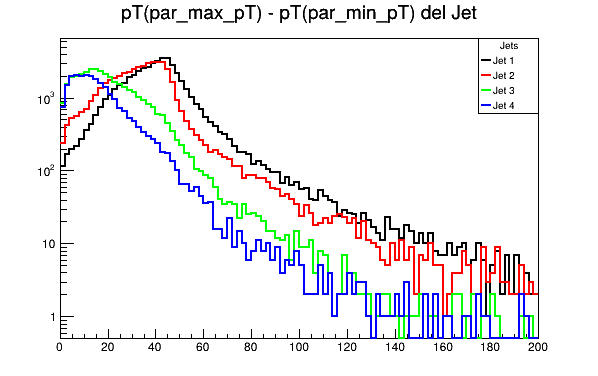 pT(par_max_pT) - pT(par_min_pT) del Jet
Jets
Jet 1
Jet 2
Jet 3
Jet 4
10³
10²
10
1
0 20 40 60 80 100 120 140 160 180 200